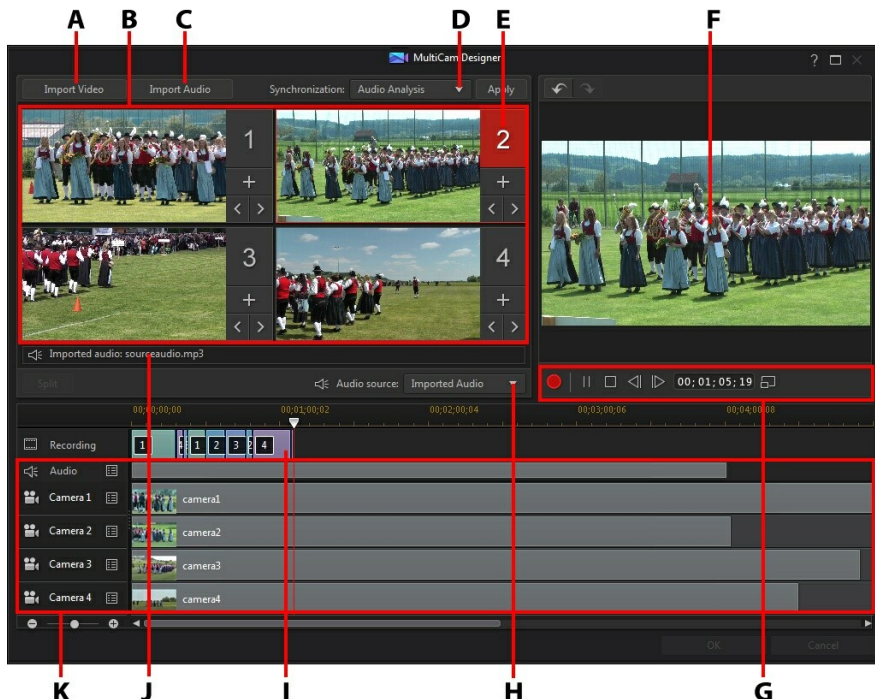 A B C D E F
MultiCam Designer ?
Import Video Import Audio Synchronization: Audio Analysis Apply
1 2
+ +
< > < >
3 4
+ +
< > < >
Imported audio: sourceaudio.mp3
Split Audio source: Imported Audio
00;01;05;19
00;00;00;00 00;01;00;02 00;02;00;04 00;03;00;06 00;04;00;08
Recording 1 4 1 2 3 2 4
Audio
Camera 1 camera1
Camera 2 camera2
Camera 3 camera3
Camera 4 camera4
OK Cancel
K J I H G